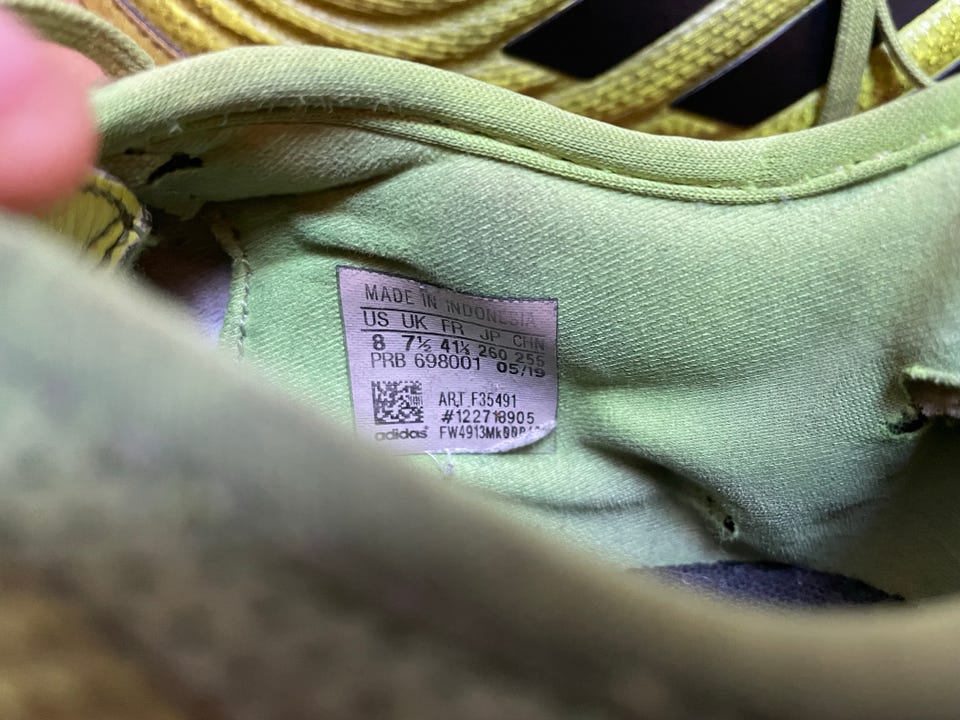 MADE IN INDONESIA
US UK FR JP CHN
8 7½ 41⅓ 260 255
PRB 698001 05/19
ART F35491
#122718905
adidas